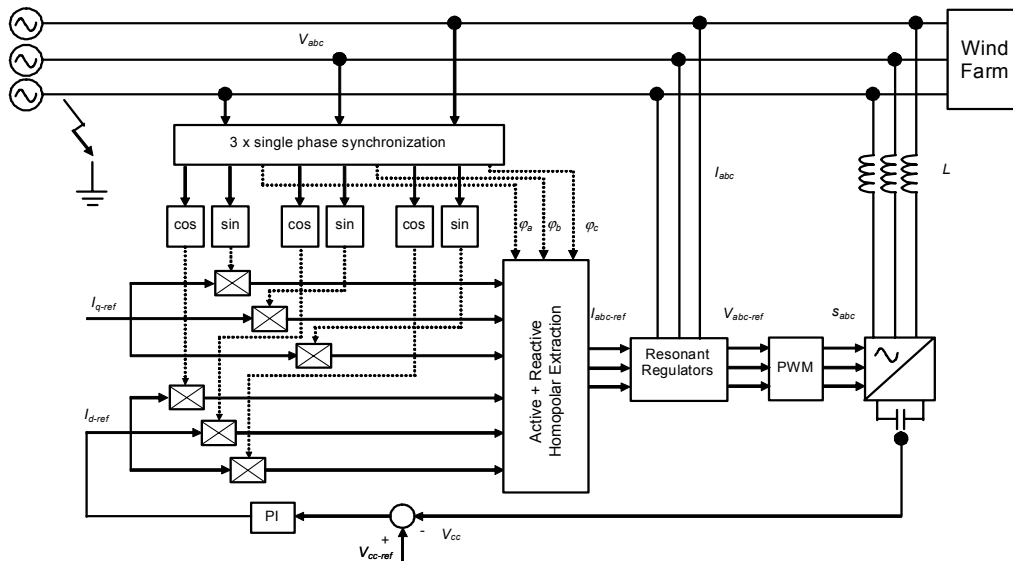 V_abc
Wind
Farm
3 x single phase synchronization
I_abc
L
cos
sin
cos
sin
cos
sin
φ_a
φ_b
φ_c
I_q-ref
I_abc-ref
V_abc-ref
s_abc
Active + Reactive
Homopolar Extraction
Resonant
Regulators
PWM
I_d-ref
PI
+
-
V_cc
V_cc-ref